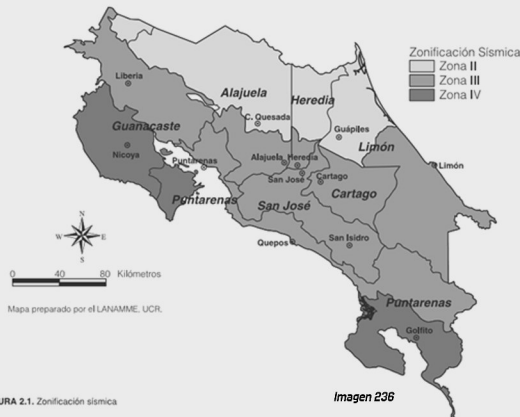 Zonificación Sísmica
Zona II
Zona III
Zona IV
Liberia
Alajuela
Heredia
C. Quesada
Guanacaste
Guápiles
Limón
Nicoya
Puntarenas
Alajuela Heredia
Limón
San José
Cartago
Puntarenas
San José
Cartago
Quepos
San Isidro
N
W E
S
0 40 80 Kilómetros
Mapa preparado por el LANAMME, UCR.
Puntarenas
Golfito
URA 2.1. Zonificación sísmica
Imagen 236